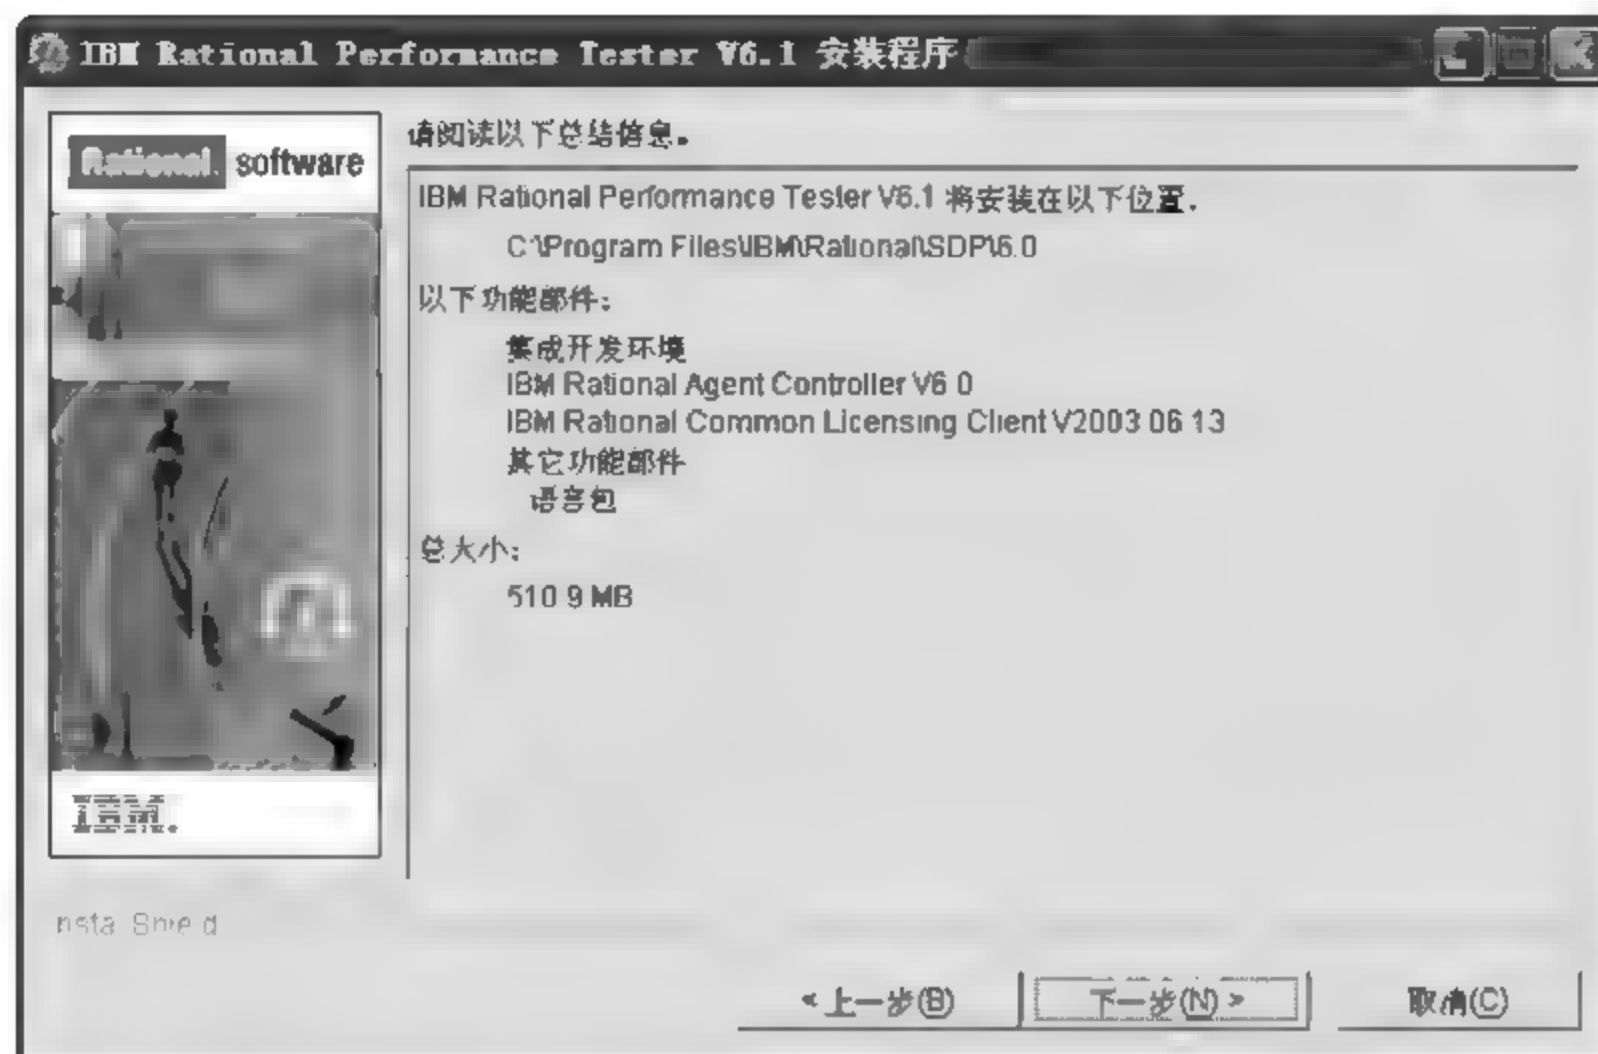 IBM Rational Performance Tester V6.1 安装程序
Rational software
请阅读以下总结信息。
IBM Rational Performance Tester V6.1 将安装在以下位置.
C:\Program Files\IBM\Rational\SDP\6.0
以下功能部件:
集成开发环境
IBM Rational Agent Controller V6 0
IBM Rational Common Licensing Client V2003 06 13
其它功能部件
语言包
总大小:
510 9 MB
IBM.
InstallShield
< 上一步(B)
下一步(N) >
取消(C)